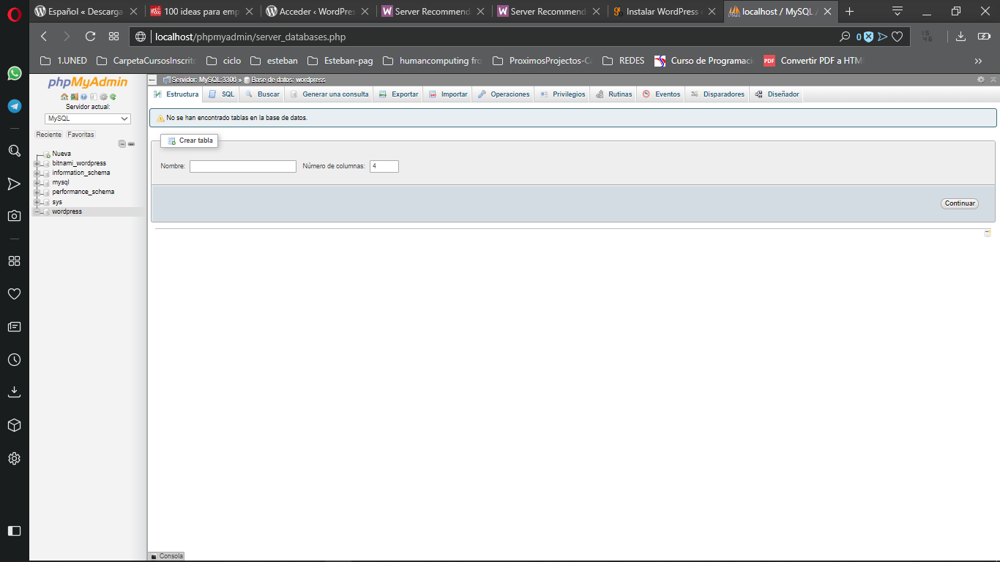 Español « Descarga
100 ideas para emp
Acceder ‹ WordPres
Server Recommend
Server Recommend
Instalar WordPress
localhost / MySQL /
localhost/phpmyadmin/server_databases.php
0
1.UNED
CarpetaCursosInscrit
ciclo
esteban
Esteban-pag
humancomputing fro
ProximosProjectos-C
REDES
Curso de Programaci
PDF
Convertir PDF a HTM
phpMyAdmin
Servidor actual:
MySQL
Reciente
Favoritas
Nueva
bitnami_wordpress
information_schema
mysql
performance_schema
sys
wordpress
Servidor: MySQL:3306 » Base de datos: wordpress
Estructura
SQL
Buscar
Generar una consulta
Exportar
Importar
Operaciones
Privilegios
Rutinas
Eventos
Disparadores
Diseñador
No se han encontrado tablas en la base de datos.
Crear tabla
Nombre:
Número de columnas: 4
Continuar
Consola